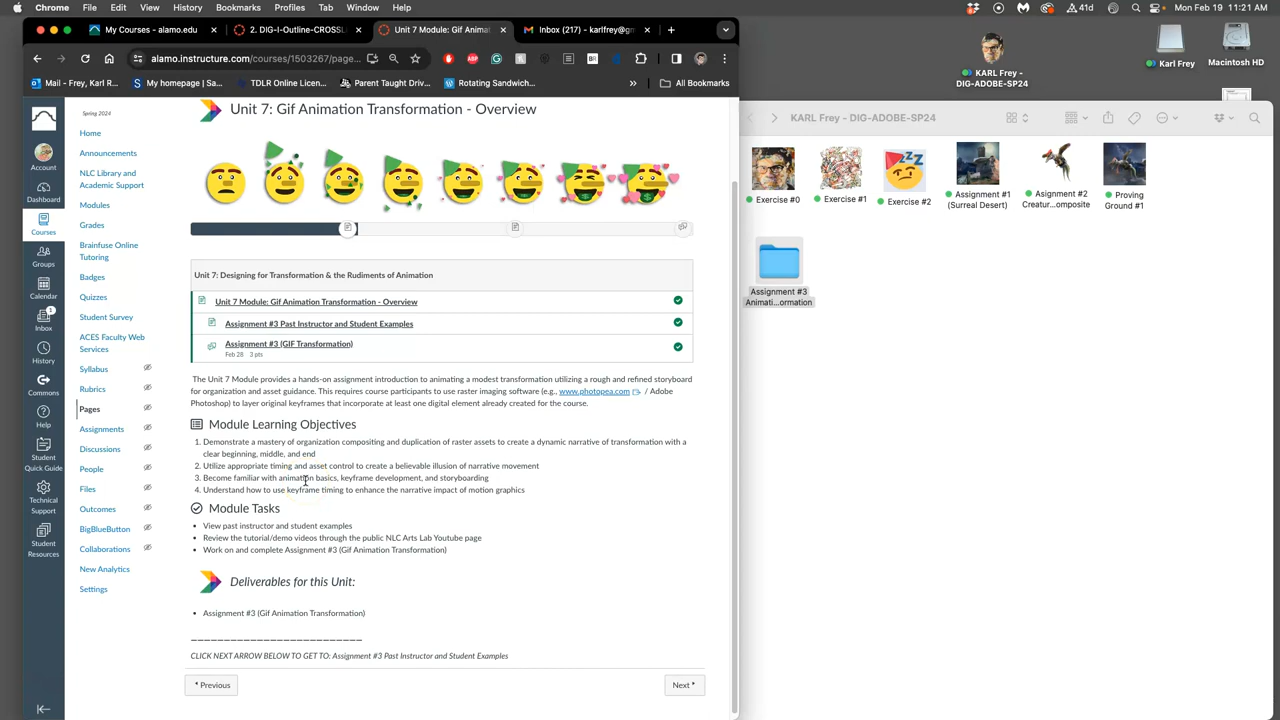 Chrome File Edit View History Bookmarks Profiles Tab Window Help
41d Mon Feb 19 11:21 AM
My Courses - alamo.edu
2. DIG-I-Outline-CROSSL
Unit 7 Module: Gif Animat
Inbox (217) - karlfrey@gm
alamo.instructure.com/courses/1503267/page...
Mail - Frey, Karl R...
My homepage | Sa...
TDLR Online Licen...
Parent Taught Driv...
Rotating Sandwich...
»
All Bookmarks
Account
Dashboard
Courses
Groups
Calendar
1
Inbox
History
Commons
Help
Student
Quick Guide
Technical
Support
Student
Resources
Spring 2024
Home
Announcements
NLC Library and
Academic Support
Modules
Grades
Brainfuse Online
Tutoring
Badges
Quizzes
Student Survey
ACES Faculty Web
Services
Syllabus
Rubrics
Pages
Assignments
Discussions
People
Files
Outcomes
BigBlueButton
Collaborations
New Analytics
Settings
Unit 7: Gif Animation Transformation - Overview
Unit 7: Designing for Transformation & the Rudiments of Animation
Unit 7 Module: Gif Animation Transformation - Overview
Assignment #3 Past Instructor and Student Examples
Assignment #3 (GIF Transformation)
Feb 28 3 pts
The Unit 7 Module provides a hands-on assignment introduction to animating a modest transformation utilizing a rough and refined storyboard
for organization and asset guidance. This requires course participants to use raster imaging software (e.g., www.photopea.com / Adobe
Photoshop) to layer original keyframes that incorporate at least one digital element already created for the course.
Module Learning Objectives
1. Demonstrate a mastery of organization compositing and duplication of raster assets to create a dynamic narrative of transformation with a
clear beginning, middle, and end
2. Utilize appropriate timing and asset control to create a believable illusion of narrative movement
3. Become familiar with animation basics, keyframe development, and storyboarding
4. Understand how to use keyframe timing to enhance the narrative impact of motion graphics
Module Tasks
• View past instructor and student examples
• Review the tutorial/demo videos through the public NLC Arts Lab Youtube page
• Work on and complete Assignment #3 (Gif Animation Transformation)
Deliverables for this Unit:
• Assignment #3 (Gif Animation Transformation)
CLICK NEXT ARROW BELOW TO GET TO: Assignment #3 Past Instructor and Student Examples
Previous
Next
KARL Frey -
DIG-ADOBE-SP24
Karl Frey
Macintosh HD
KARL Frey - DIG-ADOBE-SP24
Exercise #0
Exercise #1
Exercise #2
Assignment #1
(Surreal Desert)
Assignment #2
Creatur...omposite
Proving
Ground #1
Assignment #3
Animati...ormation